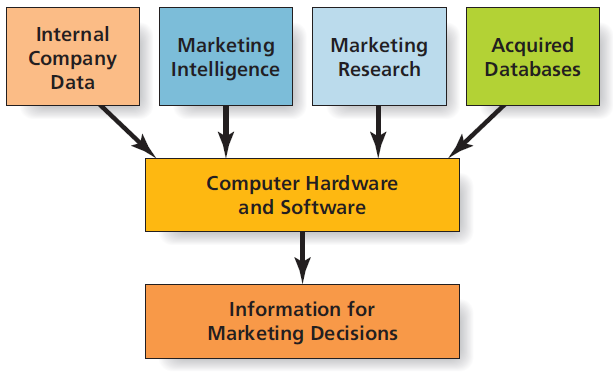 Internal
Company
Data
Marketing
Intelligence
Marketing
Research
Acquired
Databases
Computer Hardware
and Software
Information for
Marketing Decisions